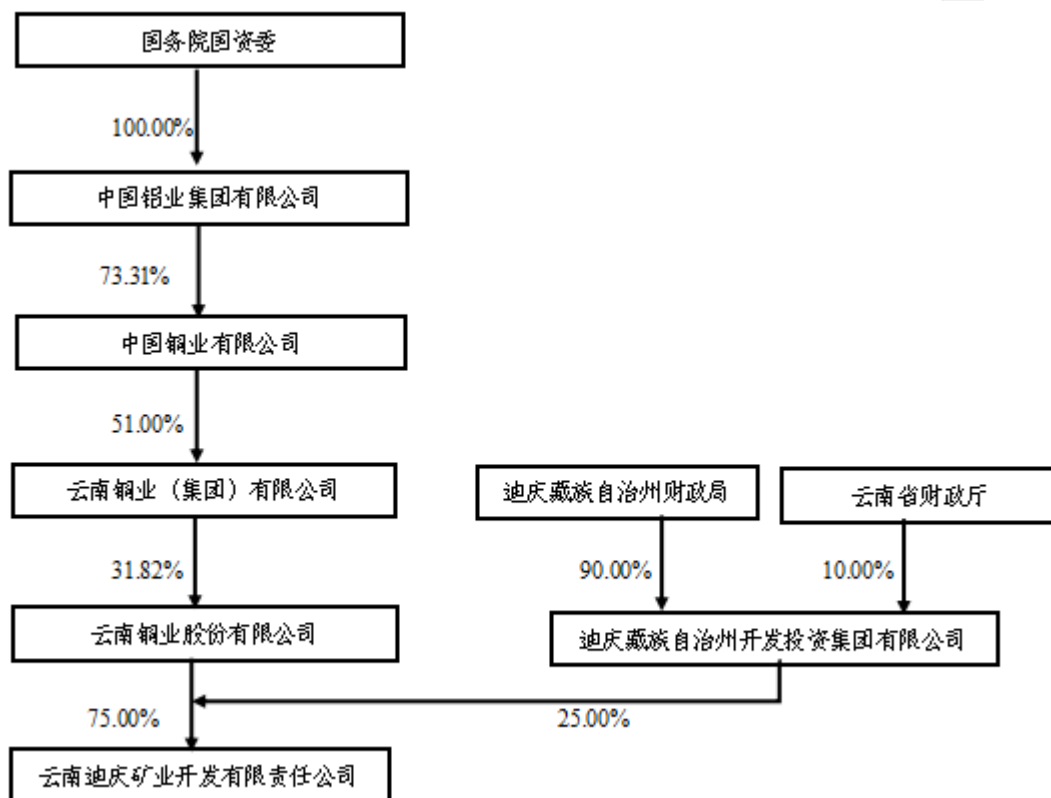 国务院国资委
100.00%
中国铝业集团有限公司
73.31%
中国铜业有限公司
51.00%
云南铜业（集团）有限公司
迪庆藏族自治州财政局
云南省财政厅
31.82%
90.00%
10.00%
云南铜业股份有限公司
迪庆藏族自治州开发投资集团有限公司
75.00%
25.00%
云南迪庆矿业开发有限责任公司